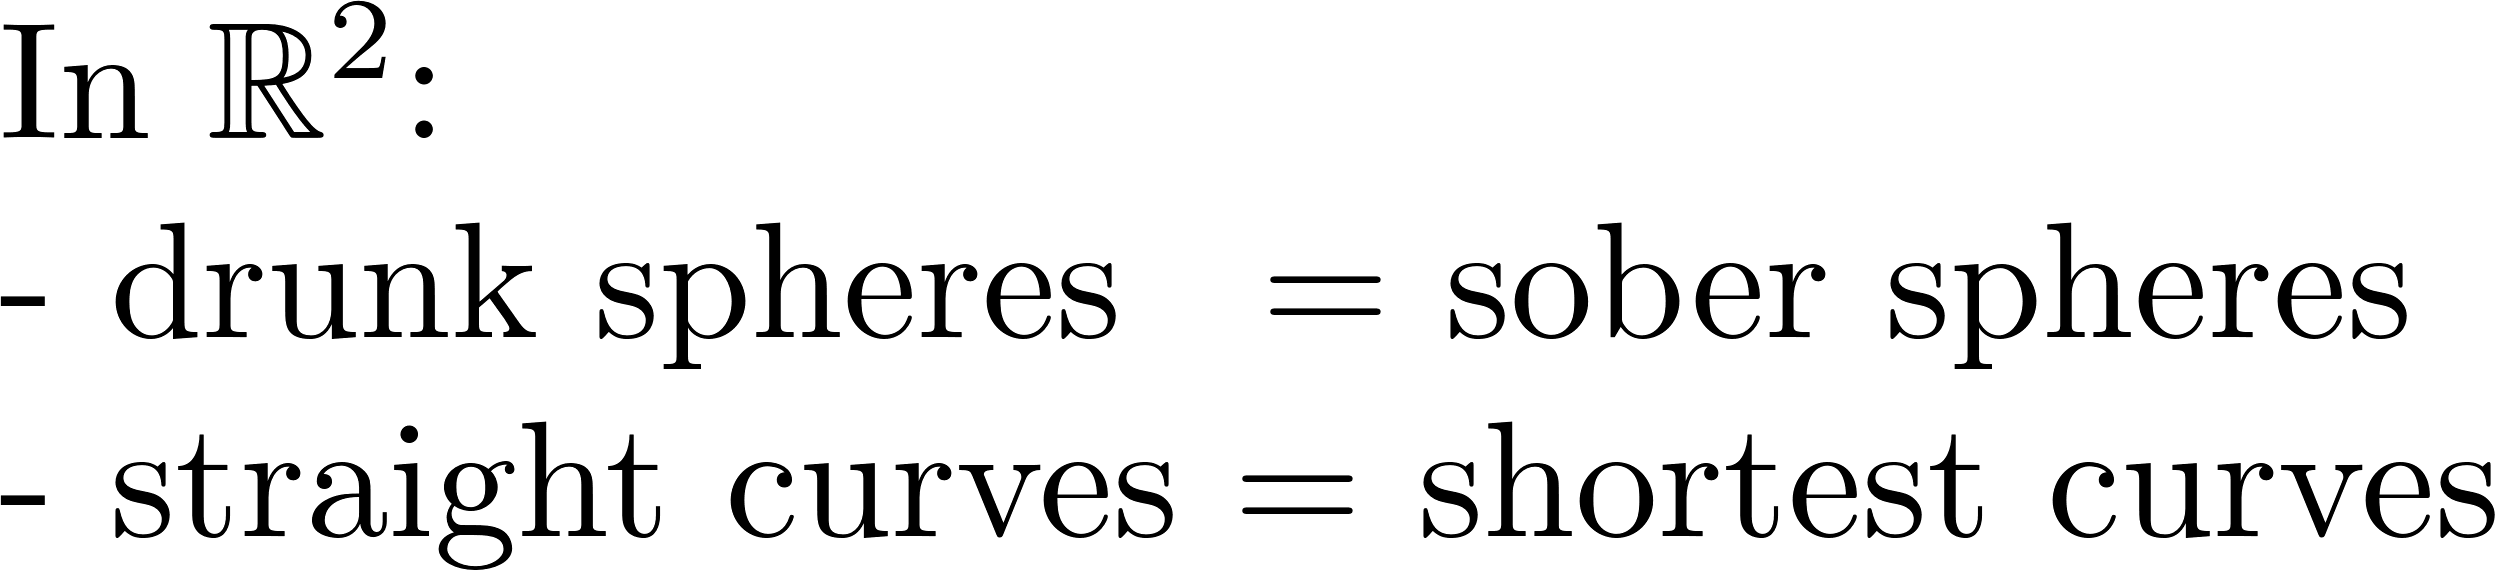 In ℝ²:
- drunk spheres = sober spheres
- straight curves = shortest curves